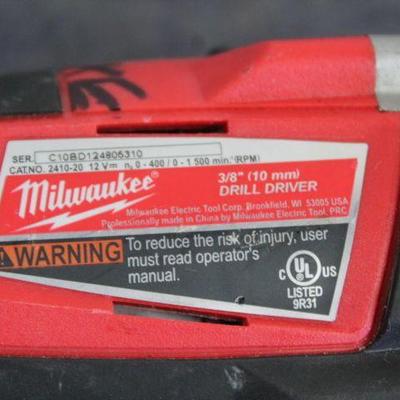 SER. C10BD124805310
CAT.NO. 2410-20 12 V⎓ n₀ 0 - 400 / 0 - 1 500 min.⁻¹(RPM)
Milwaukee®
3/8" (10 mm)
DRILL DRIVER
Milwaukee Electric Tool Corp. Brookfield, WI 53005 USA
Professionally made in China by Milwaukee Electric Tool, PRC
WARNING
To reduce the risk of injury, user
must read operator's
manual.
C UL US
LISTED
9R31